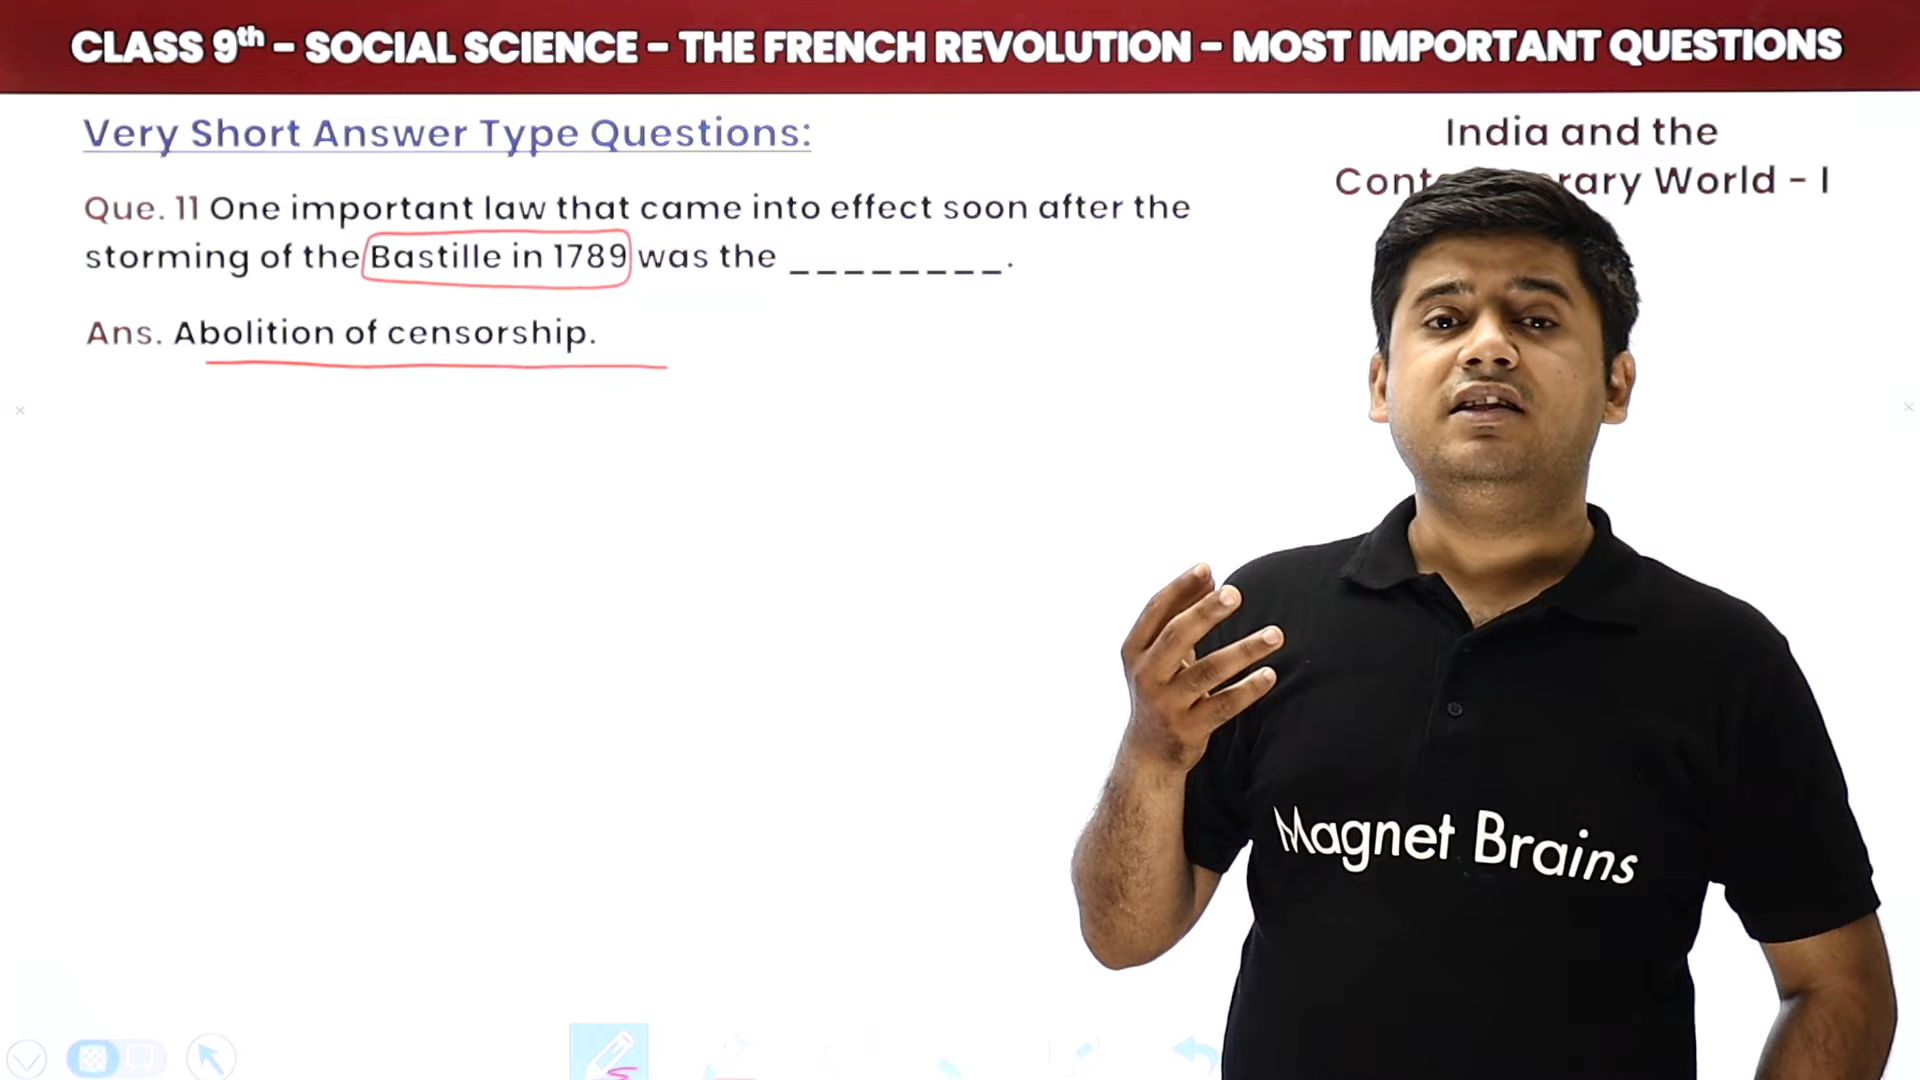 CLASS 9th - SOCIAL SCIENCE - THE FRENCH REVOLUTION - MOST IMPORTANT QUESTIONS
Very Short Answer Type Questions:
Que. 11 One important law that came into effect soon after the
storming of the Bastille in 1789 was the ________.
Ans. Abolition of censorship.
India and the
World - I
Magnet Brains